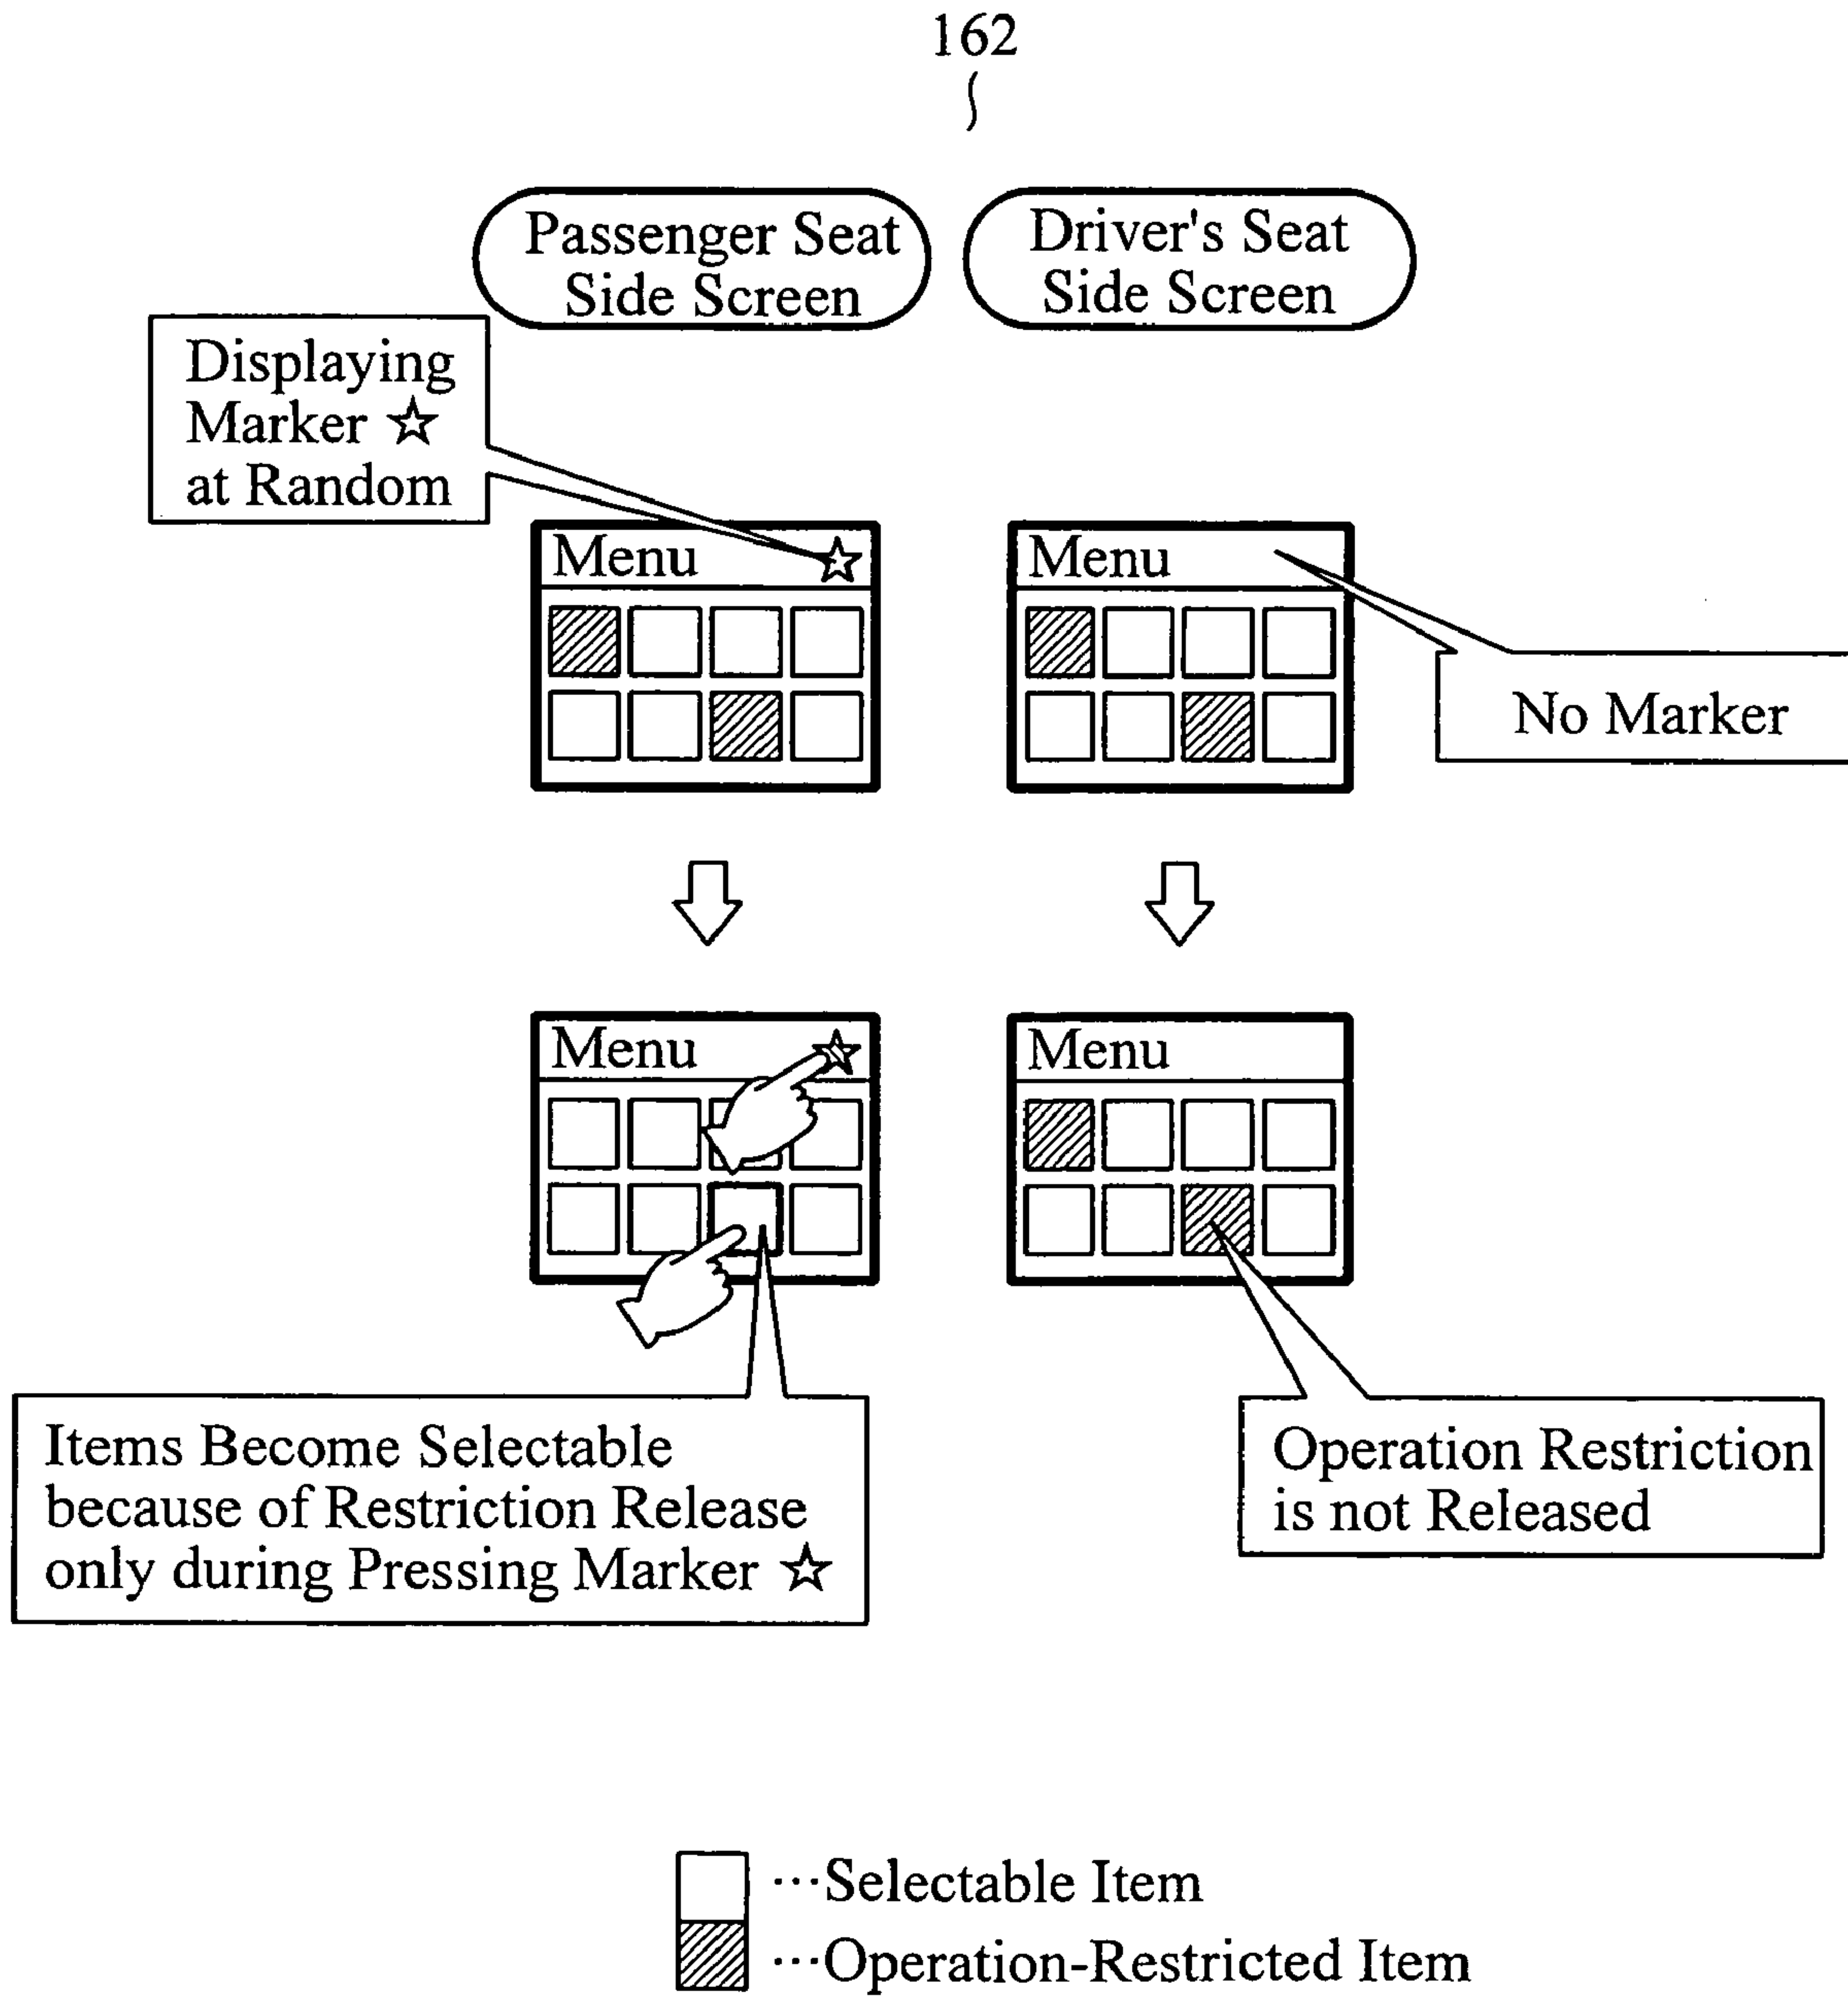 162
Passenger Seat
Side Screen
Driver's Seat
Side Screen
Displaying
Marker ☆
at Random
Menu ☆
Menu
No Marker
Menu ☆
Menu
Items Become Selectable
because of Restriction Release
only during Pressing Marker ☆
Operation Restriction
is not Released
···Selectable Item
···Operation-Restricted Item